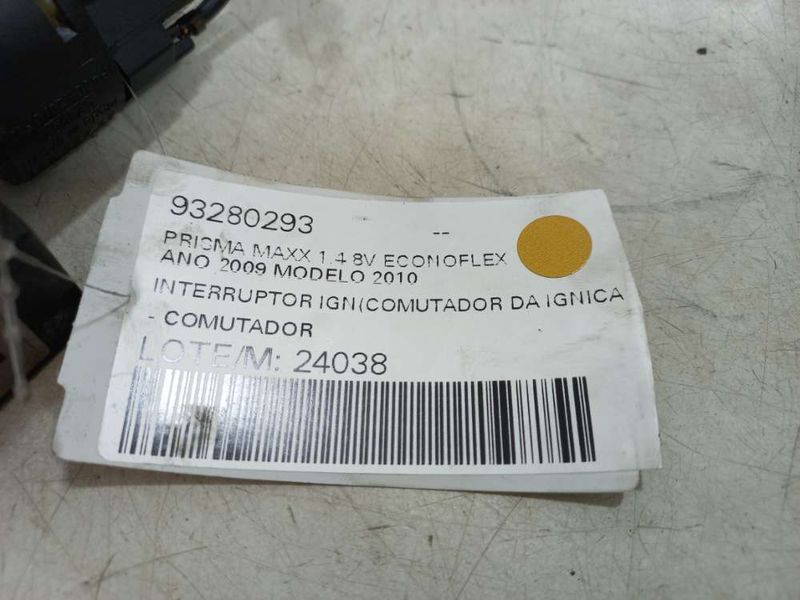 93280293 --
PRISMA MAXX 1.4 8V ECONOFLEX
ANO 2009 MODELO 2010
INTERRUPTOR IGN(COMUTADOR DA IGNICA
- COMUTADOR
LOTE/M: 24038